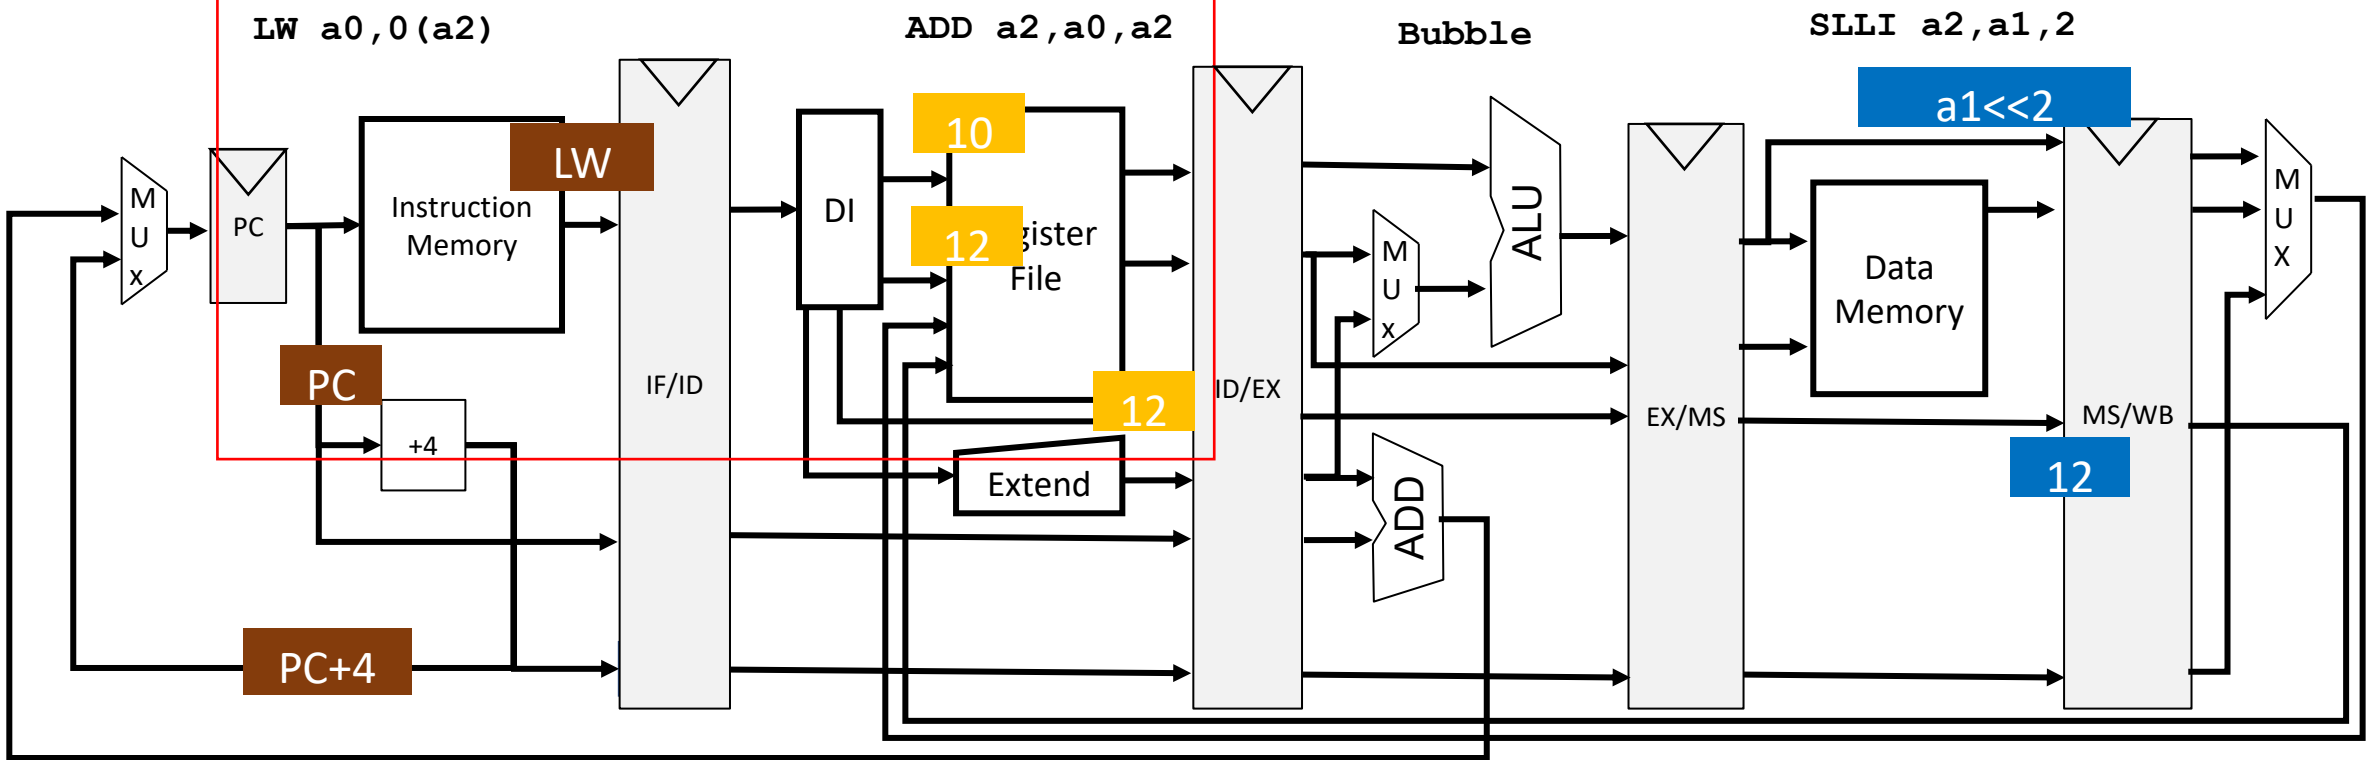 LW a0,0(a2)
ADD a2,a0,a2
Bubble
SLLI a2,a1,2
M
U
x
PC
Instruction
Memory
LW
PC
+4
PC+4
IF/ID
DI
10
12
gister
File
12
Extend
ID/EX
M
U
x
ALU
ADD
EX/MS
a1<<2
Data
Memory
MS/WB
12
M
U
X